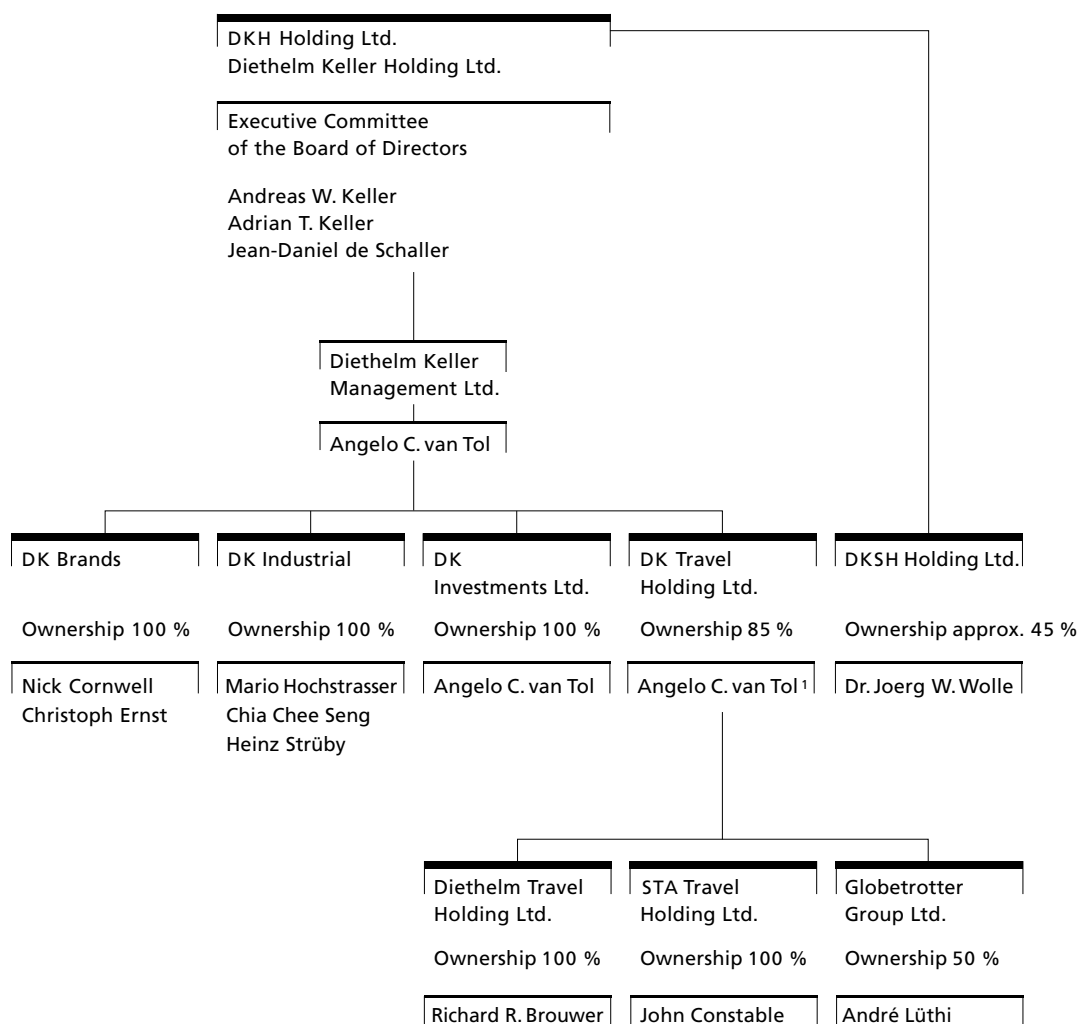 DKH Holding Ltd.
Diethelm Keller Holding Ltd.
Executive Committee
of the Board of Directors
Andreas W. Keller
Adrian T. Keller
Jean-Daniel de Schaller
Diethelm Keller
Management Ltd.
Angelo C. van Tol
DK Brands
Ownership 100 %
Nick Cornwell
Christoph Ernst
DK Industrial
Ownership 100 %
Mario Hochstrasser
Chia Chee Seng
Heinz Strüby
DK
Investments Ltd.
Ownership 100 %
Angelo C. van Tol
DK Travel
Holding Ltd.
Ownership 85 %
Angelo C. van Tol 1
DKSH Holding Ltd.
Ownership approx. 45 %
Dr. Joerg W. Wolle
Diethelm Travel
Holding Ltd.
Ownership 100 %
Richard R. Brouwer
STA Travel
Holding Ltd.
Ownership 100 %
John Constable
Globetrotter
Group Ltd.
Ownership 50 %
André Lüthi